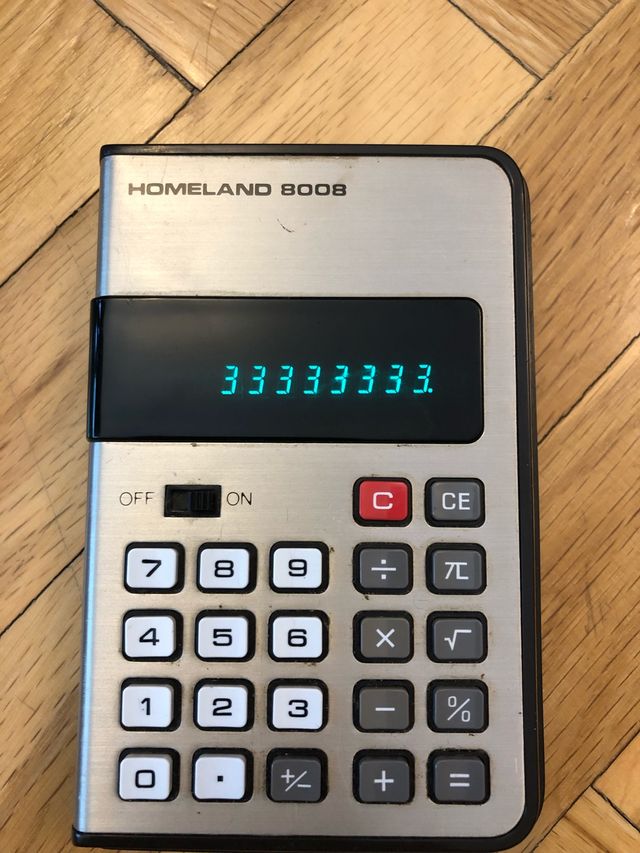 HOMELAND 8008
33333333.
OFF ON C CE
7 8 9 ÷ π
4 5 6 × √
1 2 3 − %
0 . +/− + =